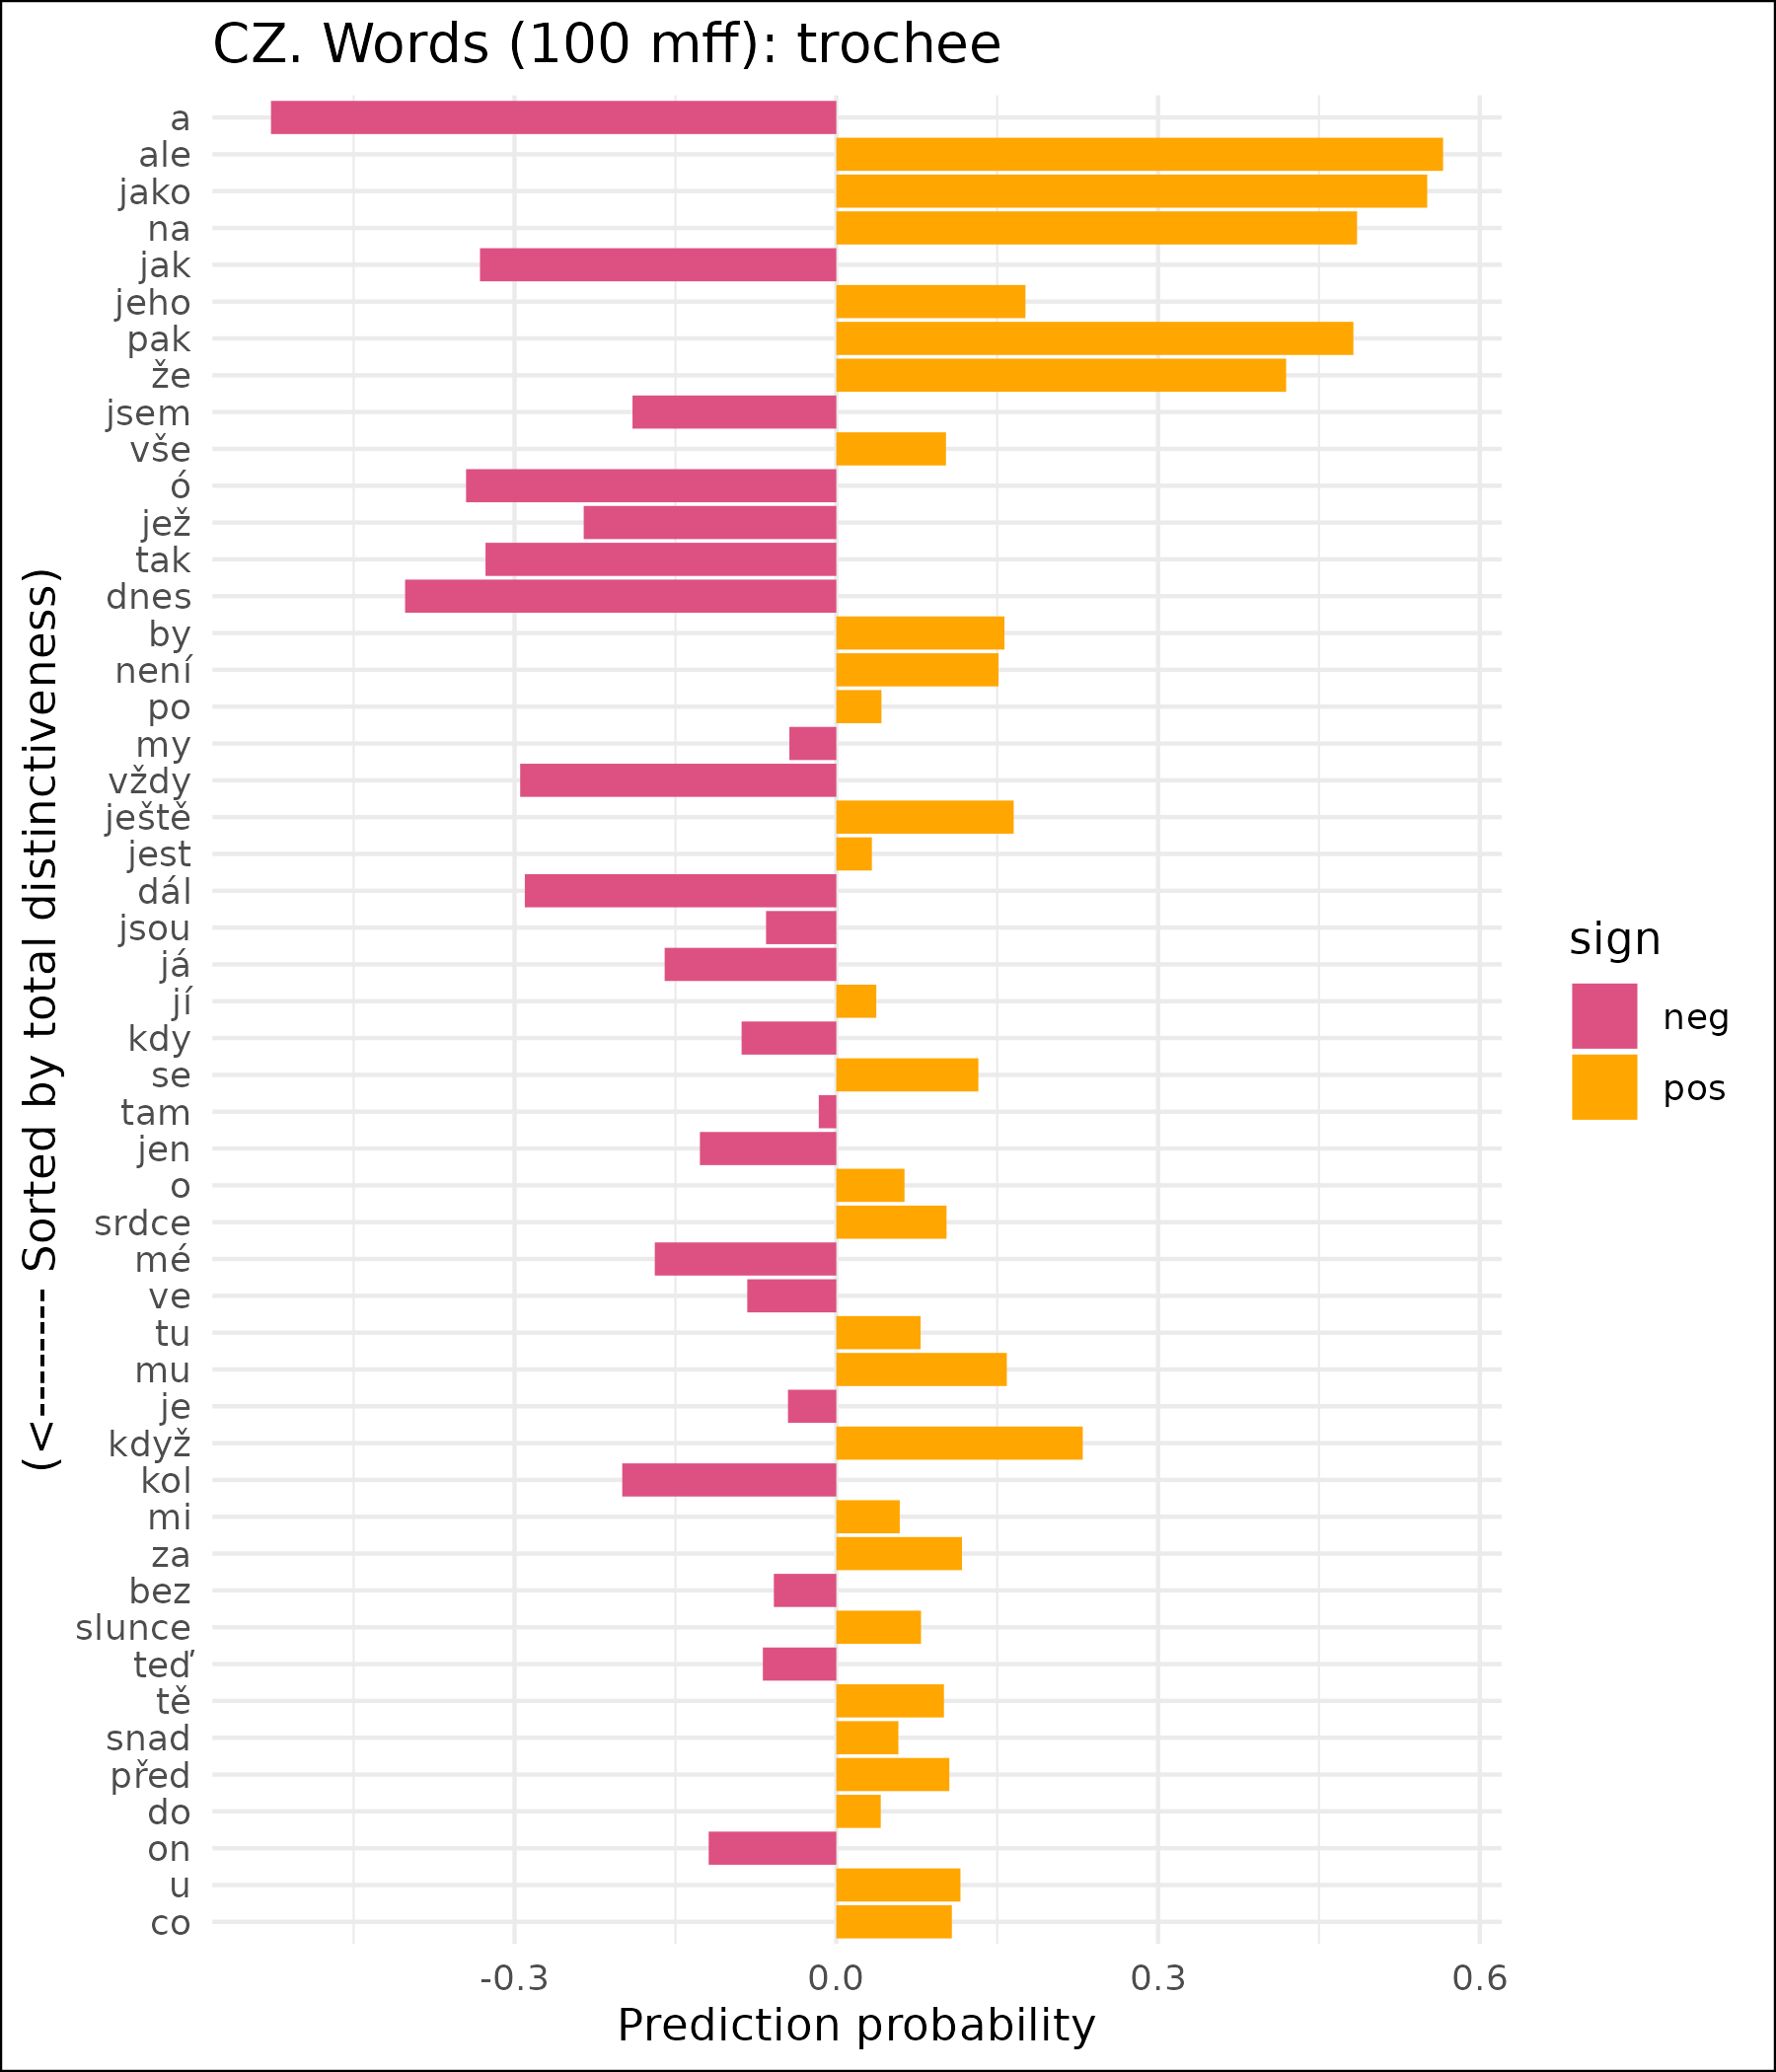 CZ. Words (100 mff): trochee
(<--------- Sorted by total distinctiveness)
a
ale
jako
na
jak
jeho
pak
že
jsem
vše
ó
jež
tak
dnes
by
není
po
my
vždy
ještě
jest
dál
jsou
já
jí
kdy
se
tam
jen
o
srdce
mé
ve
tu
mu
je
když
kol
mi
za
bez
slunce
teď
tě
snad
před
do
on
u
co
-0.3 0.0 0.3 0.6
Prediction probability
sign
neg
pos